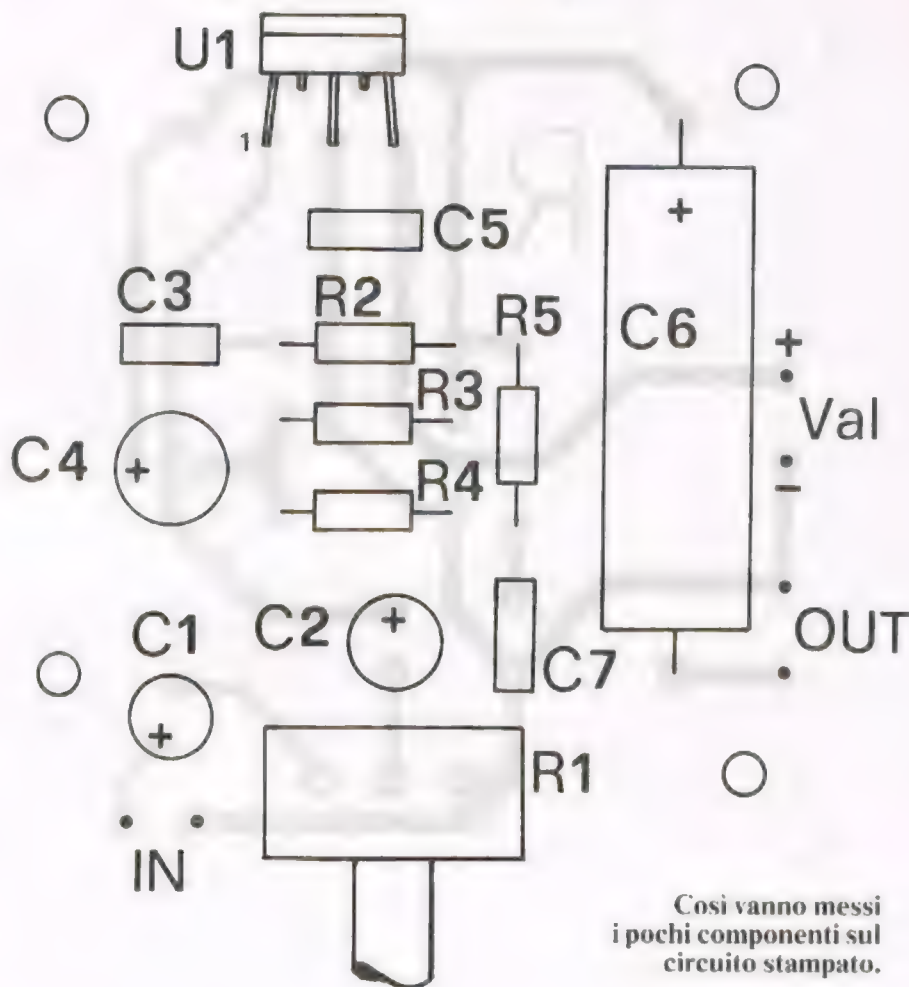 U1
1
C5
C3
R2
R5
C6
+
+
R3
Val
C4
+
R4
−
C1
C2
+
OUT
C7
+
R1
IN
Così vanno messi
i pochi componenti sul
circuito stampato.